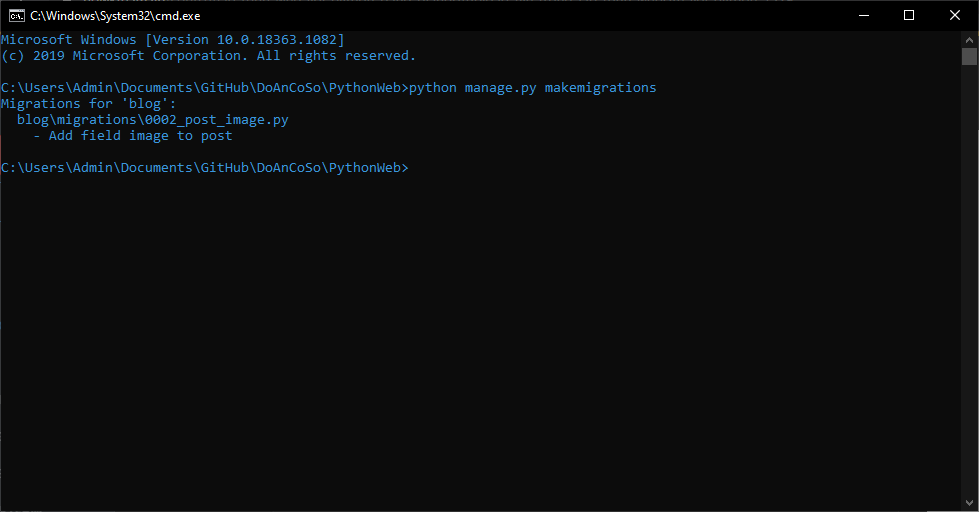 C:\Windows\System32\cmd.exe
Microsoft Windows [Version 10.0.18363.1082]
(c) 2019 Microsoft Corporation. All rights reserved.
C:\Users\Admin\Documents\GitHub\DoAnCoSo\PythonWeb>python manage.py makemigrations
Migrations for 'blog':
  blog\migrations\0002_post_image.py
    - Add field image to post
C:\Users\Admin\Documents\GitHub\DoAnCoSo\PythonWeb>